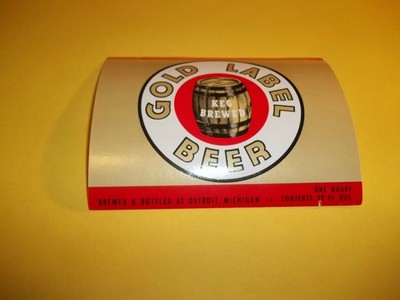 GOLD LABEL
KEG
BREWED
BEER
ONE QUART
BREWED & BOTTLED AT DETROIT, MICHIGAN
CONTENTS 32 FL. OZS.